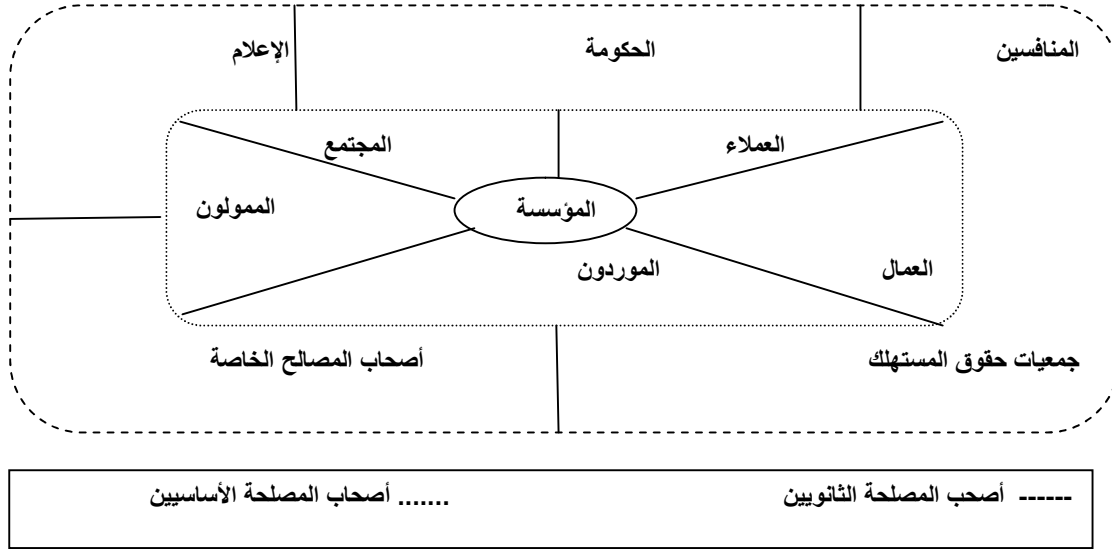 المنافسين
الحكومة
الإعلام
العملاء
المجتمع
الممولون
المؤسسة
العمال
الموردون
جمعيات حقوق المستهلك
أصحاب المصالح الخاصة
------ أصحب المصلحة الثانويين
....... أصحاب المصلحة الأساسيين